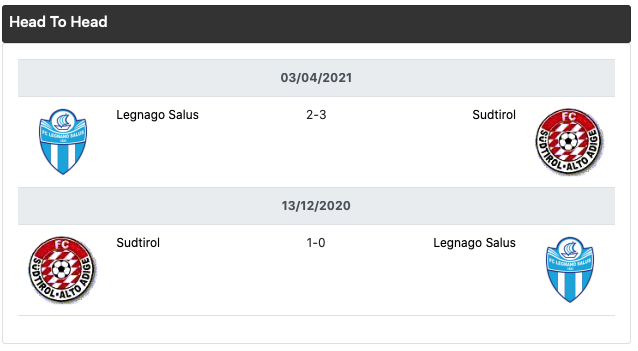 Head To Head
03/04/2021
FC LEGNAGO SALUS
Legnago Salus 2-3 Sudtirol
FC
SÜDTIROL • ALTO ADIGE
13/12/2020
FC
SÜDTIROL • ALTO ADIGE
Sudtirol 1-0 Legnago Salus
FC LEGNAGO SALUS